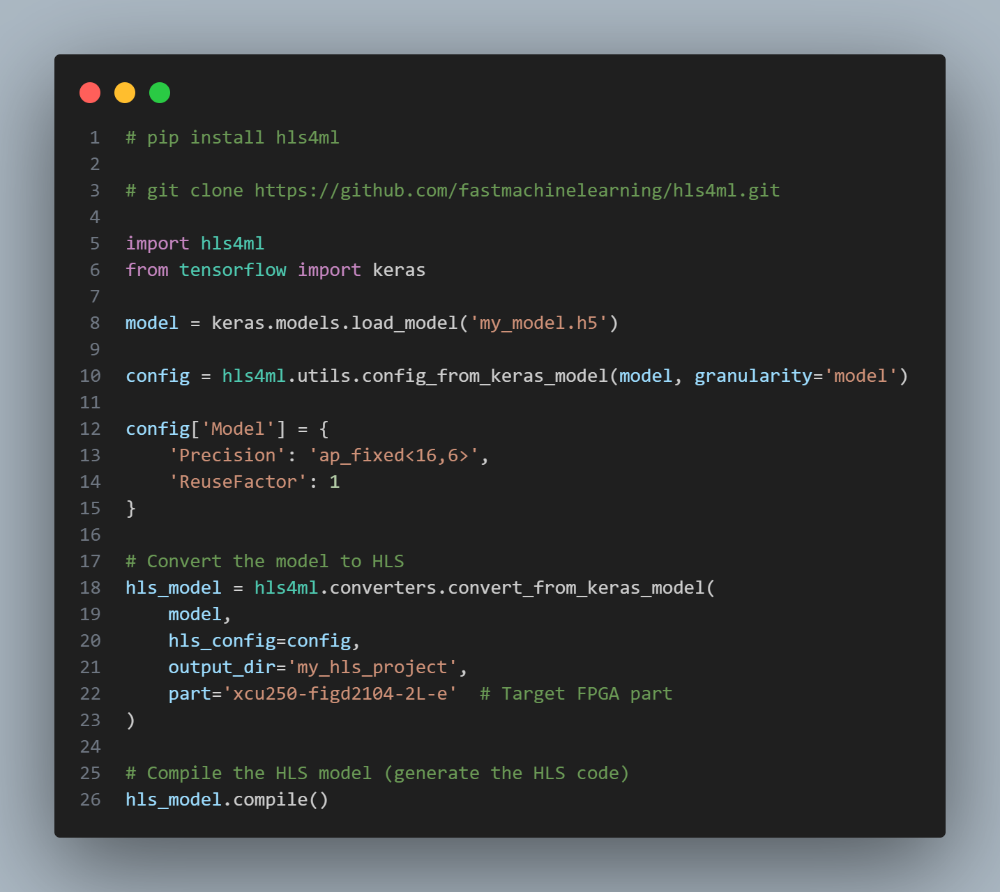 1 # pip install hls4ml
2
3 # git clone https://github.com/fastmachinelearning/hls4ml.git
4
5 import hls4ml
6 from tensorflow import keras
7
8 model = keras.models.load_model('my_model.h5')
9
10 config = hls4ml.utils.config_from_keras_model(model, granularity='model')
11
12 config['Model'] = {
13     'Precision': 'ap_fixed<16,6>',
14     'ReuseFactor': 1
15 }
16
17 # Convert the model to HLS
18 hls_model = hls4ml.converters.convert_from_keras_model(
19     model,
20     hls_config=config,
21     output_dir='my_hls_project',
22     part='xcu250-figd2104-2L-e'  # Target FPGA part
23 )
24
25 # Compile the HLS model (generate the HLS code)
26 hls_model.compile()